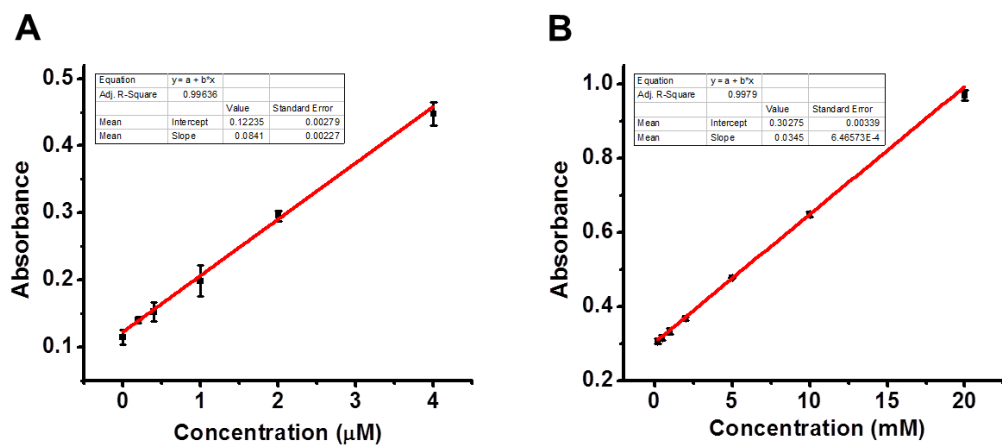 A
Equation y = a + b*x
Adj. R-Square 0.99636
Value Standard Error
Mean Intercept 0.12235 0.00279
Mean Slope 0.0841 0.00227
0.5
0.4
0.3
0.2
0.1
Absorbance
0 1 2 3 4
Concentration (μM)
B
Equation y = a + b*x
Adj. R-Square 0.9979
Value Standard Error
Mean Intercept 0.30275 0.00339
Mean Slope 0.0345 6.46573E-4
1.0
0.8
0.6
0.4
0.2
Absorbance
0 5 10 15 20
Concentration (mM)